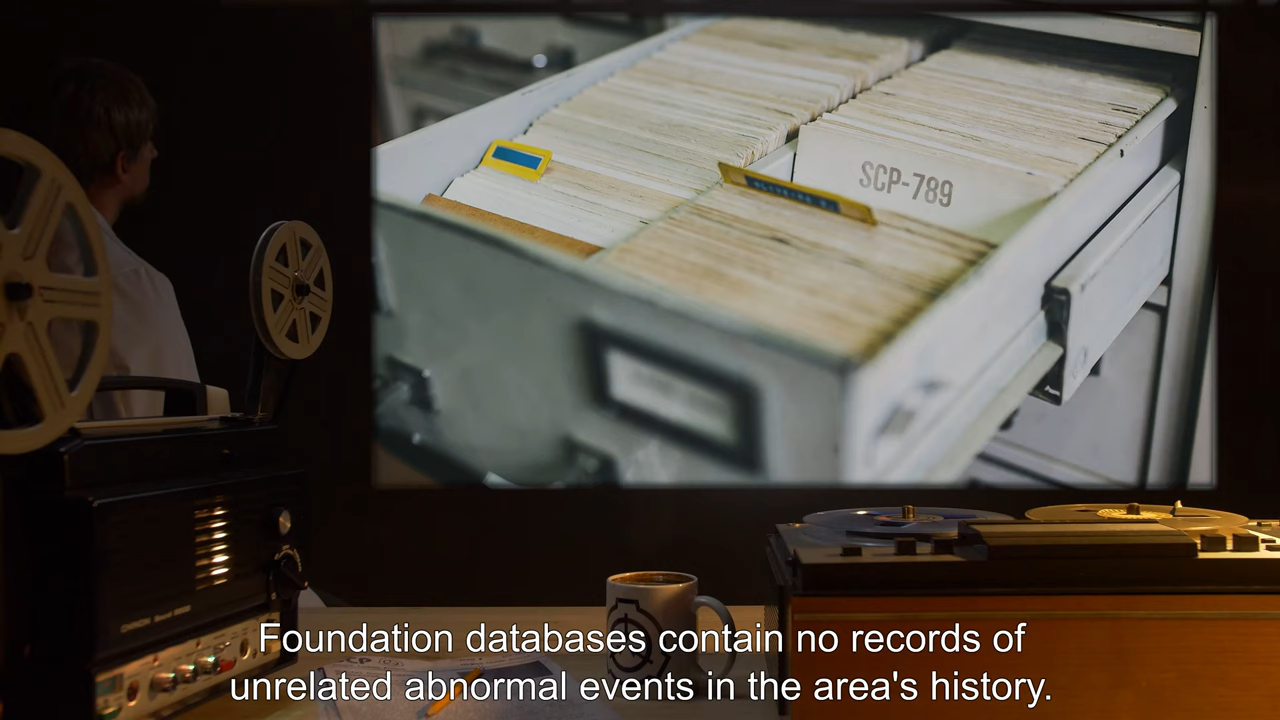 SCP-789
Foundation databases contain no records of
unrelated abnormal events in the area's history.